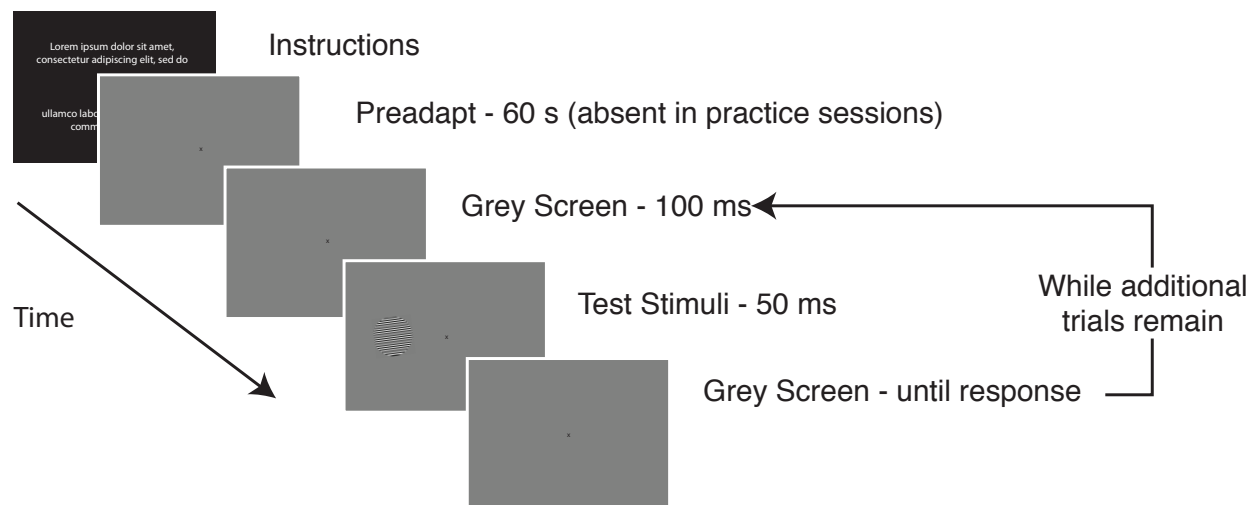 Lorem ipsum dolor sit amet,
consectetur adipiscing elit, sed do
ullamco labo
comm
Instructions
x
Preadapt - 60 s (absent in practice sessions)
x
Grey Screen - 100 ms
x
Test Stimuli - 50 ms
x
Grey Screen - until response
While additional
trials remain
Time